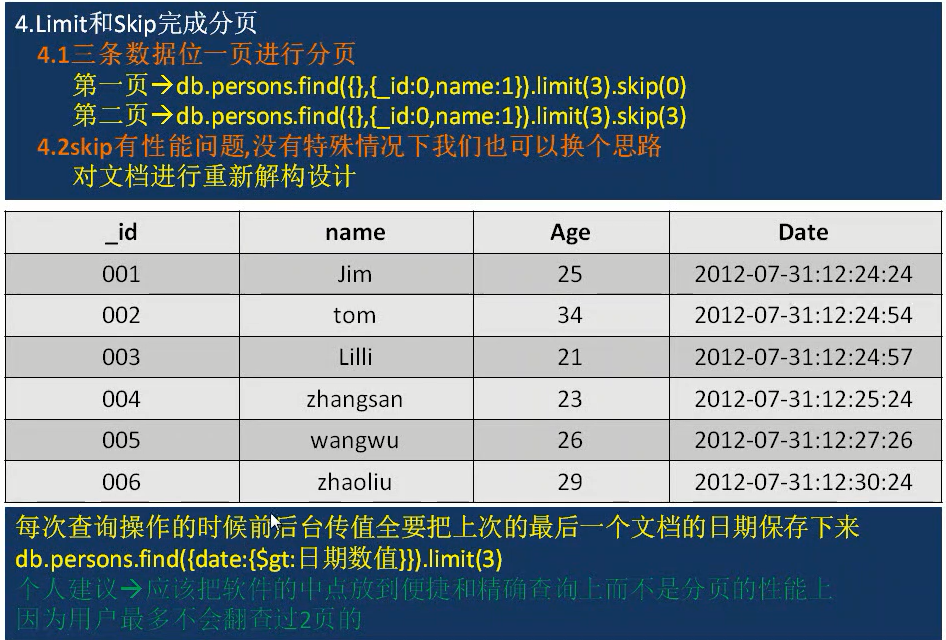 4.Limit和Skip完成分页
4.1三条数据位一页进行分页
第一页→db.persons.find({},{_id:0,name:1}).limit(3).skip(0)
第二页→db.persons.find({},{_id:0,name:1}).limit(3).skip(3)
4.2skip有性能问题,没有特殊情况下我们也可以换个思路
对文档进行重新解构设计
_id name Age Date
001 Jim 25 2012-07-31:12:24:24
002 tom 34 2012-07-31:12:24:54
003 Lilli 21 2012-07-31:12:24:57
004 zhangsan 23 2012-07-31:12:25:24
005 wangwu 26 2012-07-31:12:27:26
006 zhaoliu 29 2012-07-31:12:30:24
每次查询操作的时候前后台传值全要把上次的最后一个文档的日期保存下来
db.persons.find({date:{$gt:日期数值}}).limit(3)
个人建议→应该把软件的中点放到便捷和精确查询上而不是分页的性能上
因为用户最多不会翻查过2页的